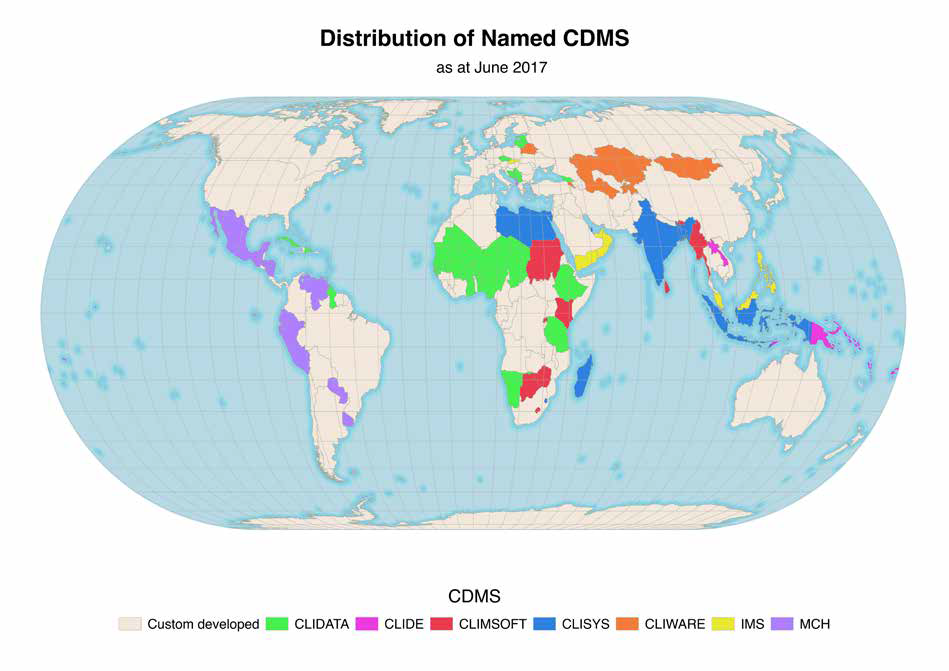 Distribution of Named CDMS
as at June 2017
CDMS
Custom developed CLIDATA CLIDE CLIMSOFT CLISYS CLIWARE IMS MCH